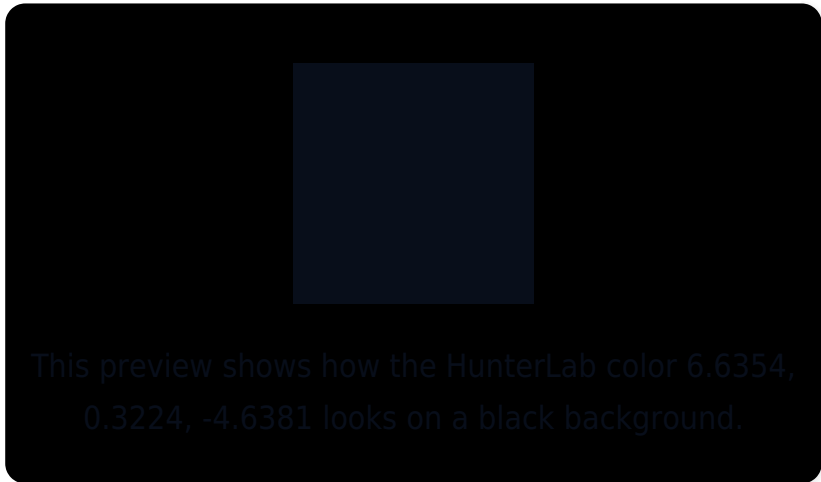 This preview shows how the HunterLab color 6.6354,
0.3224, -4.6381 looks on a black background.